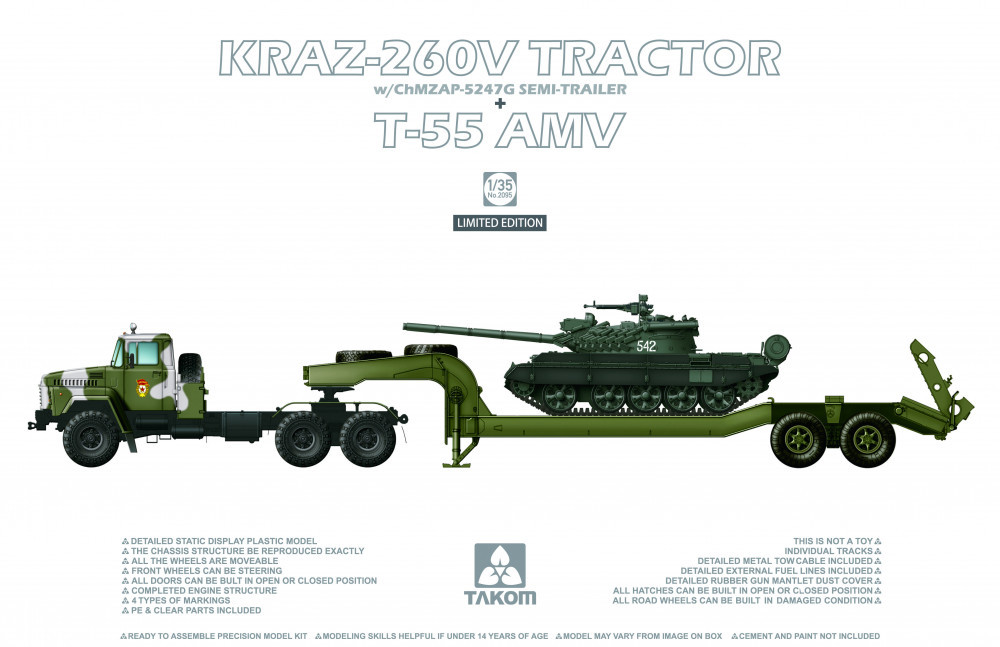 KRAZ-260V TRACTOR
w/ChMZAP-5247G SEMI-TRAILER
+
T-55 AMV
1/35
No.2095
LIMITED EDITION
542
DETAILED STATIC DISPLAY PLASTIC MODEL
THE CHASSIS STRUCTURE BE REPRODUCED EXACTLY
ALL THE WHEELS ARE MOVEABLE
FRONT WHEELS CAN BE STEERING
ALL DOORS CAN BE BULT IN OPEN OR CLOSED POSITION
COMPLETED ENGINE STRUCTURE
4 TYPES OF MARKINGS
PE & CLEAR PARTS INCLUDED
TAKOM
THIS IS NOT A TOY
INDIVIDUAL TRACKS
DETAILED METAL TOW CABLE INCLUDED
DETAILED EXTERNAL FUEL LINES INCLUDED
DETAILED RUBBER GUN MANTLET DUST COVER
ALL HATCHES CAN BE BUILT IN OPEN OR CLOSED POSITION
ALL ROAD WHEELS CAN BE BUILT IN DAMAGED CONDITION
READY TO ASSEMBLE PRECISION MODEL KIT MODELING SKILLS HELPFUL IF UNDER 14 YEARS OF AGE MODEL MAY VARY FROM IMAGE ON BOX CEMENT AND PAINT NOT INCLUDED